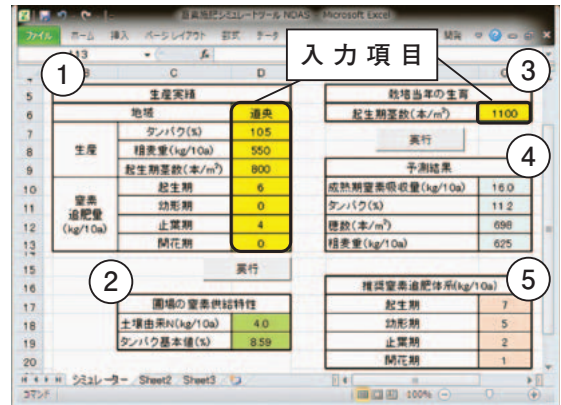 追肥シミュレートツール NDAS Microsoft Excel
ファイル ホーム 挿入 ページレイアウト 数式 データ 開発
入力項目
C D
① ③
生産実績 栽培当年の生育
地域 道央 起生期茎数(本/m²) 1100
生産 タンパク(%) 10.5 実行
粗麦重(kg/10a) 550 ④
起生期茎数(本/m²) 800 予測結果
窒素追肥量(kg/10a) 起生期 6 成熟期窒素吸収量(kg/10a) 16.0
幼形期 0 タンパク(%) 11.2
止葉期 4 穂数(本/m²) 698
開花期 0 粗麦重(kg/10a) 625
実行
② ⑤
推奨窒素追肥体系(kg/10a)
圃場の窒素供給特性 起生期 7
土壌由来N(kg/10a) 4.0 幼形期 5
タンパク基本値(%) 8.59 止葉期 2
開花期 1
シミュレーター Sheet2 Sheet3
コマンド 100%